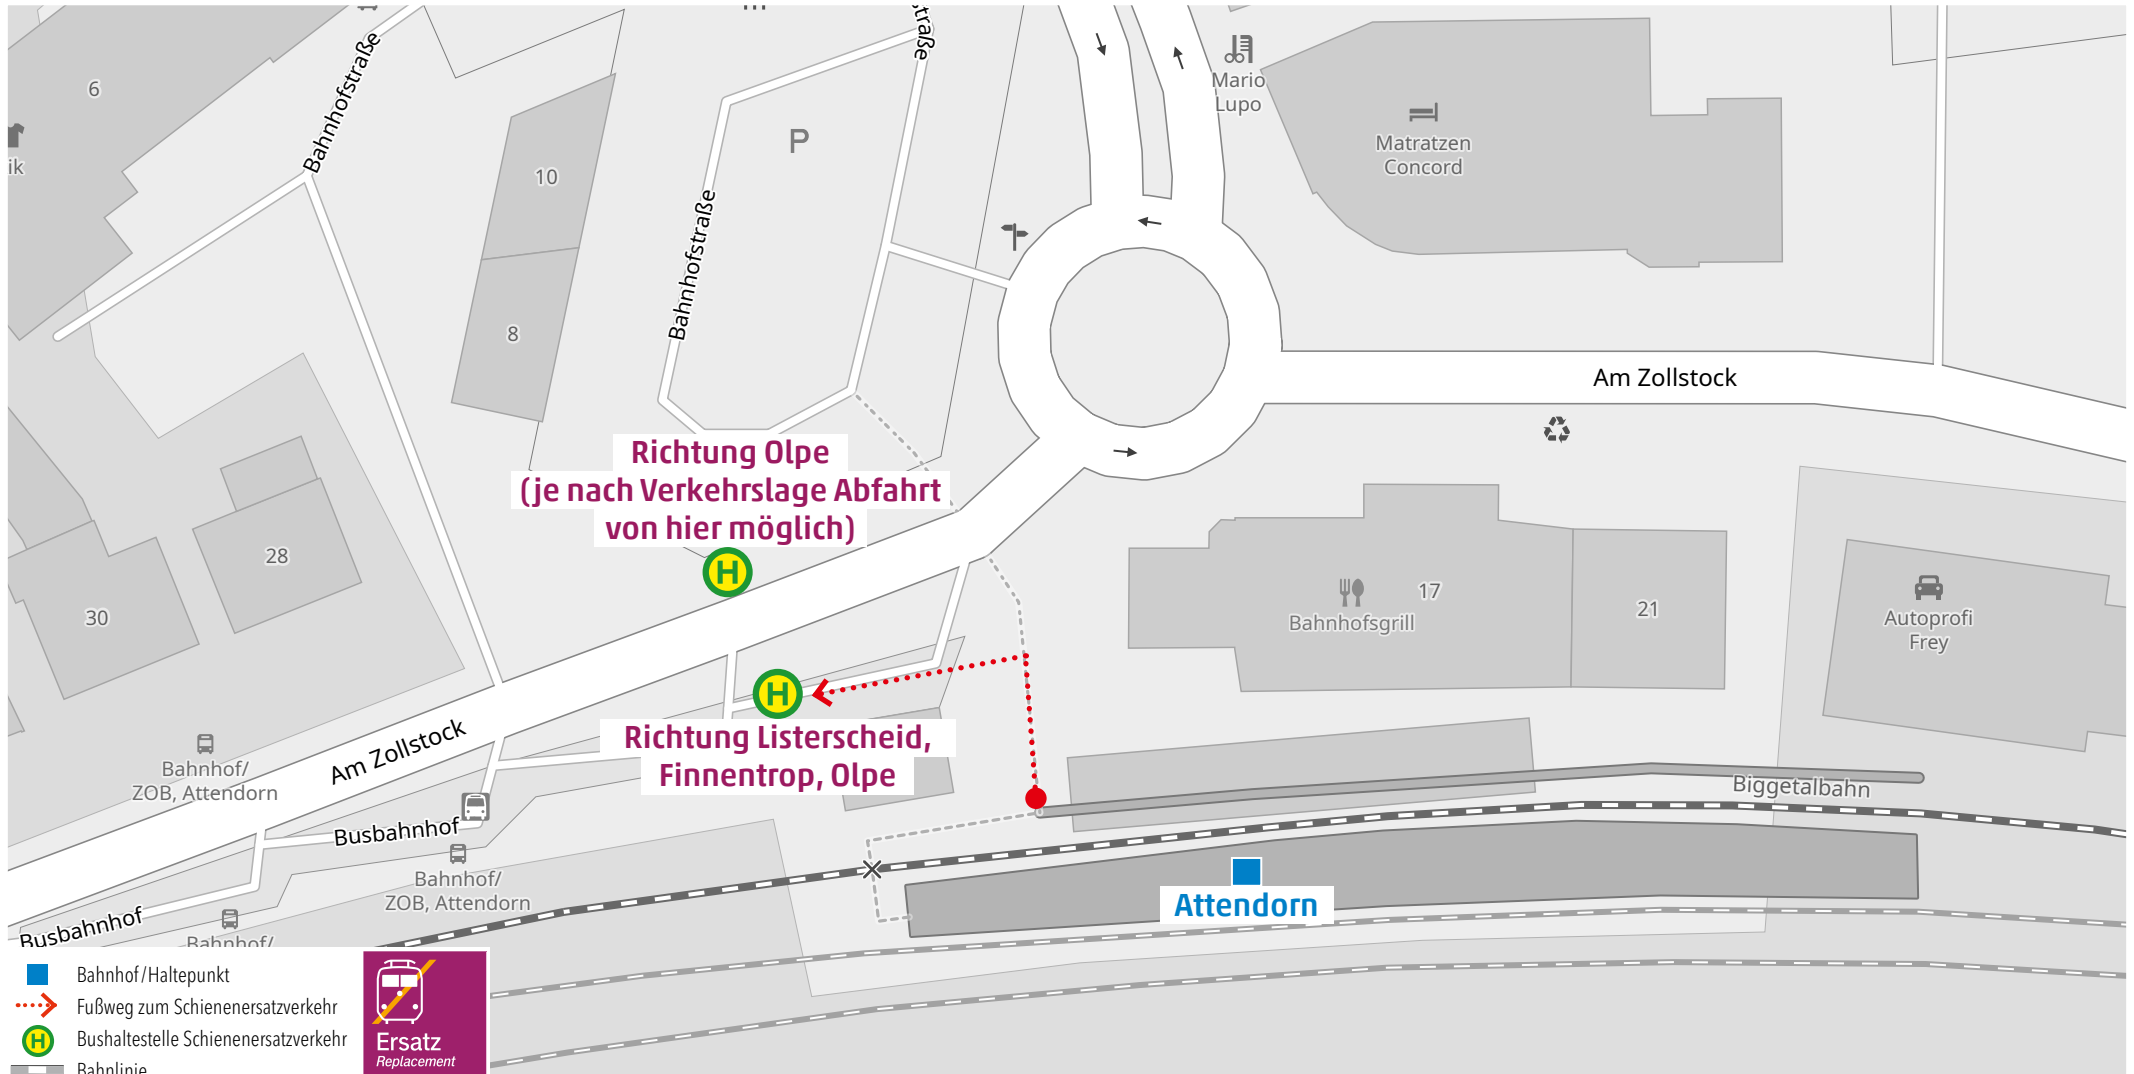 6
ik
Bahnhofstraße
10
8
P
Bahnhofstraße
traße
Mario
Lupo
Matratzen
Concord
Am Zollstock
Richtung Olpe
(je nach Verkehrslage Abfahrt
von hier möglich)
H
28
30
17
Bahnhofsgrill
21
Autoprofi
Frey
H
Richtung Listerscheid,
Finnentrop, Olpe
Am Zollstock
Bahnhof/
ZOB, Attendorn
Biggetalbahn
Busbahnhof
Bahnhof/
ZOB, Attendorn
Attendorn
Busbahnhof
Bahnhof/
Bahnhof/Haltepunkt
Fußweg zum Schienenersatzverkehr
H
Bushaltestelle Schienenersatzverkehr
Bahnlinie
Ersatz
Replacement